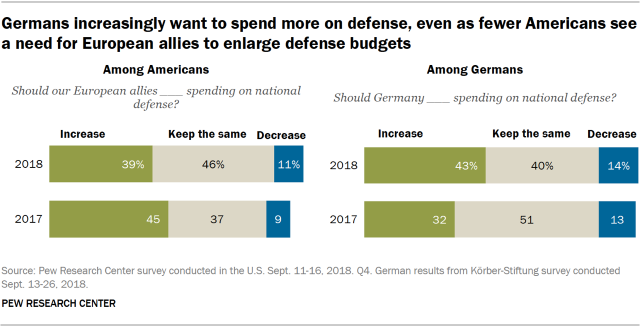 Germans increasingly want to spend more on defense, even as fewer Americans see
a need for European allies to enlarge defense budgets
Among Americans
Should our European allies ___ spending on national
defense?
Increase Keep the same Decrease
2018 39% 46% 11%
2017 45 37 9
Among Germans
Should Germany ___ spending on national defense?
Increase Keep the same Decrease
2018 43% 40% 14%
2017 32 51 13
Source: Pew Research Center survey conducted in the U.S. Sept. 11-16, 2018. Q4. German results from Körber-Stiftung survey conducted
Sept. 13-26, 2018.
PEW RESEARCH CENTER